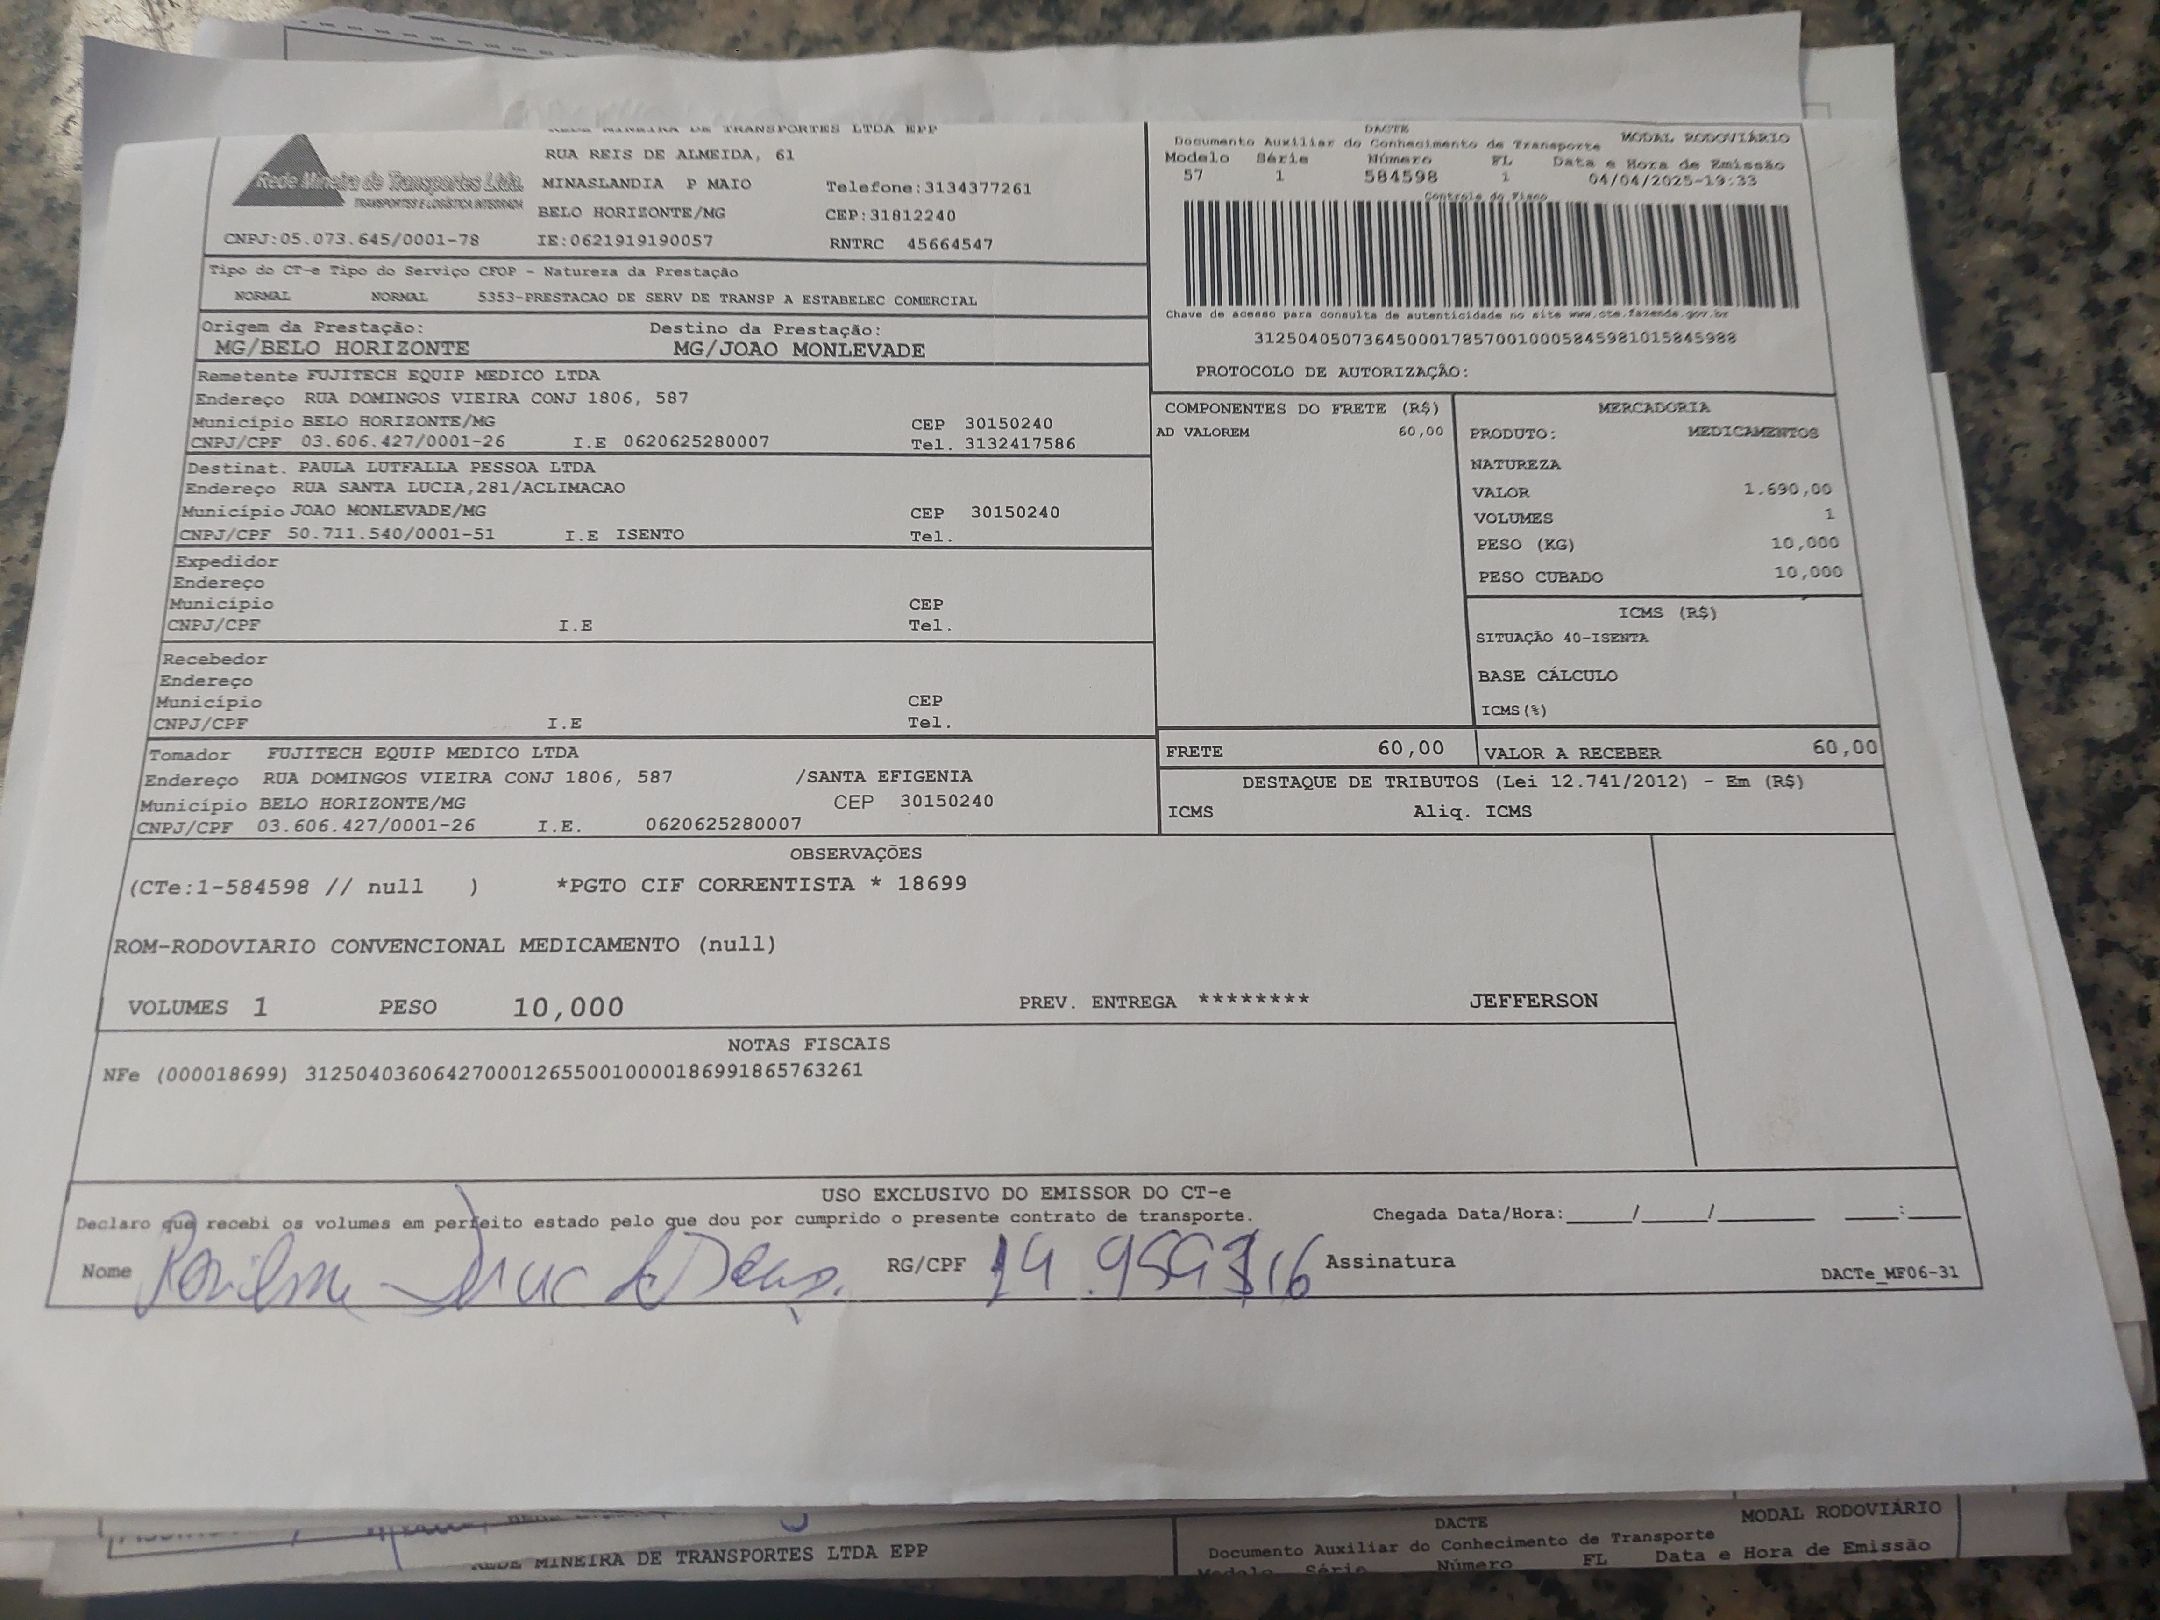 REDE MINEIRA DE TRANSPORTES LTDA EPP
Rede Mineira de Transportes Ltda.
TRANSPORTES E LOGÍSTICA INTEGRADA
RUA REIS DE ALMEIDA, 61
MINASLANDIA P MAIO Telefone:3134377261
BELO HORIZONTE/MG CEP:31812240
CNPJ:05.073.645/0001-78 IE:0621919190057 RNTRC 45664547
DACTE
Documento Auxiliar do Conhecimento de Transporte MODAL RODOVIÁRIO
Modelo Série Número FL Data e Hora de Emissão
57 1 584598 1 04/04/2025-19:33
Controle do Fisco
Chave de acesso para consulta de autenticidade no site www.cte.fazenda.gov.br
31250405073645000178570010005845981015845988
PROTOCOLO DE AUTORIZAÇÃO:
Tipo do CT-e Tipo do Serviço CFOP - Natureza da Prestação
NORMAL NORMAL 5353-PRESTACAO DE SERV DE TRANSP A ESTABELEC COMERCIAL
Origem da Prestação: Destino da Prestação:
MG/BELO HORIZONTE MG/JOAO MONLEVADE
Remetente FUJITECH EQUIP MEDICO LTDA
Endereço RUA DOMINGOS VIEIRA CONJ 1806, 587
Município BELO HORIZONTE/MG CEP 30150240
CNPJ/CPF 03.606.427/0001-26 I.E 0620625280007 Tel. 3132417586
Destinat. PAULA LUTFALLA PESSOA LTDA
Endereço RUA SANTA LUCIA,281/ACLIMACAO
Município JOAO MONLEVADE/MG CEP 30150240
CNPJ/CPF 50.711.540/0001-51 I.E ISENTO Tel.
Expedidor
Endereço
Município CEP
CNPJ/CPF I.E Tel.
Recebedor
Endereço
Município CEP
CNPJ/CPF I.E Tel.
Tomador FUJITECH EQUIP MEDICO LTDA
Endereço RUA DOMINGOS VIEIRA CONJ 1806, 587 /SANTA EFIGENIA
Município BELO HORIZONTE/MG CEP 30150240
CNPJ/CPF 03.606.427/0001-26 I.E. 0620625280007
COMPONENTES DO FRETE (R$)
AD VALOREM 60,00
MERCADORIA
PRODUTO: MEDICAMENTOS
NATUREZA
VALOR 1.690,00
VOLUMES 1
PESO (KG) 10,000
PESO CUBADO 10,000
ICMS (R$)
SITUAÇÃO 40-ISENTA
BASE CÁLCULO
ICMS(%)
FRETE 60,00 VALOR A RECEBER 60,00
DESTAQUE DE TRIBUTOS (Lei 12.741/2012) - Em (R$)
ICMS Aliq. ICMS
OBSERVAÇÕES
(CTe:1-584598 // null ) *PGTO CIF CORRENTISTA * 18699
ROM-RODOVIARIO CONVENCIONAL MEDICAMENTO (null)
VOLUMES 1 PESO 10,000 PREV. ENTREGA ******** JEFFERSON
NOTAS FISCAIS
NFe (000018699) 31250403606427000126550010000186991865763261
USO EXCLUSIVO DO EMISSOR DO CT-e
Declaro que recebi os volumes em perfeito estado pelo que dou por cumprido o presente contrato de transporte. Chegada Data/Hora:_____/_____/________ ____:____
Nome RG/CPF Assinatura
DACTe_MF06-31
REDE MINEIRA DE TRANSPORTES LTDA EPP
DACTE
MODAL RODOVIÁRIO
Documento Auxiliar do Conhecimento de Transporte
Modelo Série Número FL Data e Hora de Emissão